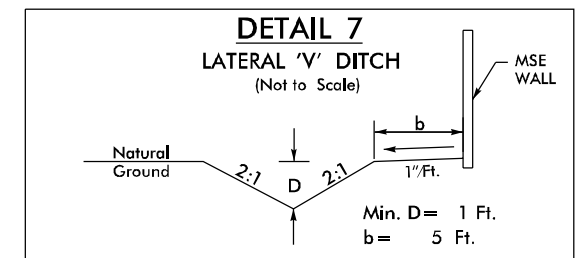 DETAIL 7
LATERAL 'V' DITCH
(Not to Scale)
MSE
WALL
b
Natural
Ground
2:1
D
2:1
1"/Ft.
Min. D= 1 Ft.
b= 5 Ft.